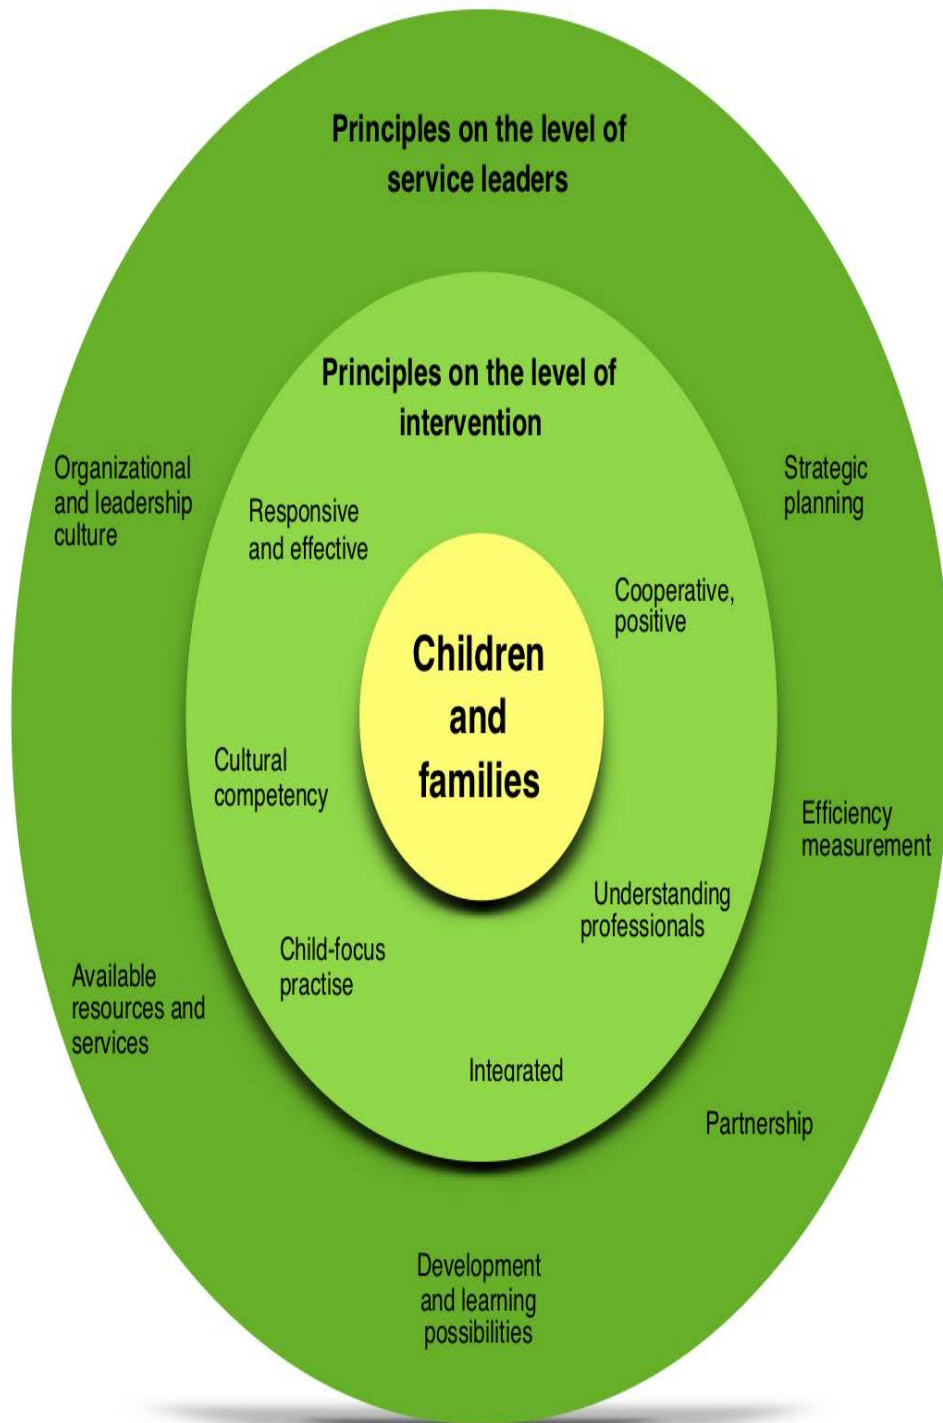 Principles on the level of
service leaders
Principles on the level of
intervention
Organizational
and leadership
culture
Responsive
and effective
Strategic
planning
Cooperative,
positive
Children
and
families
Cultural
competency
Efficiency
measurement
Understanding
professionals
Child-focus
practise
Available
resources and
services
Integrated
Partnership
Development
and learning
possibilities